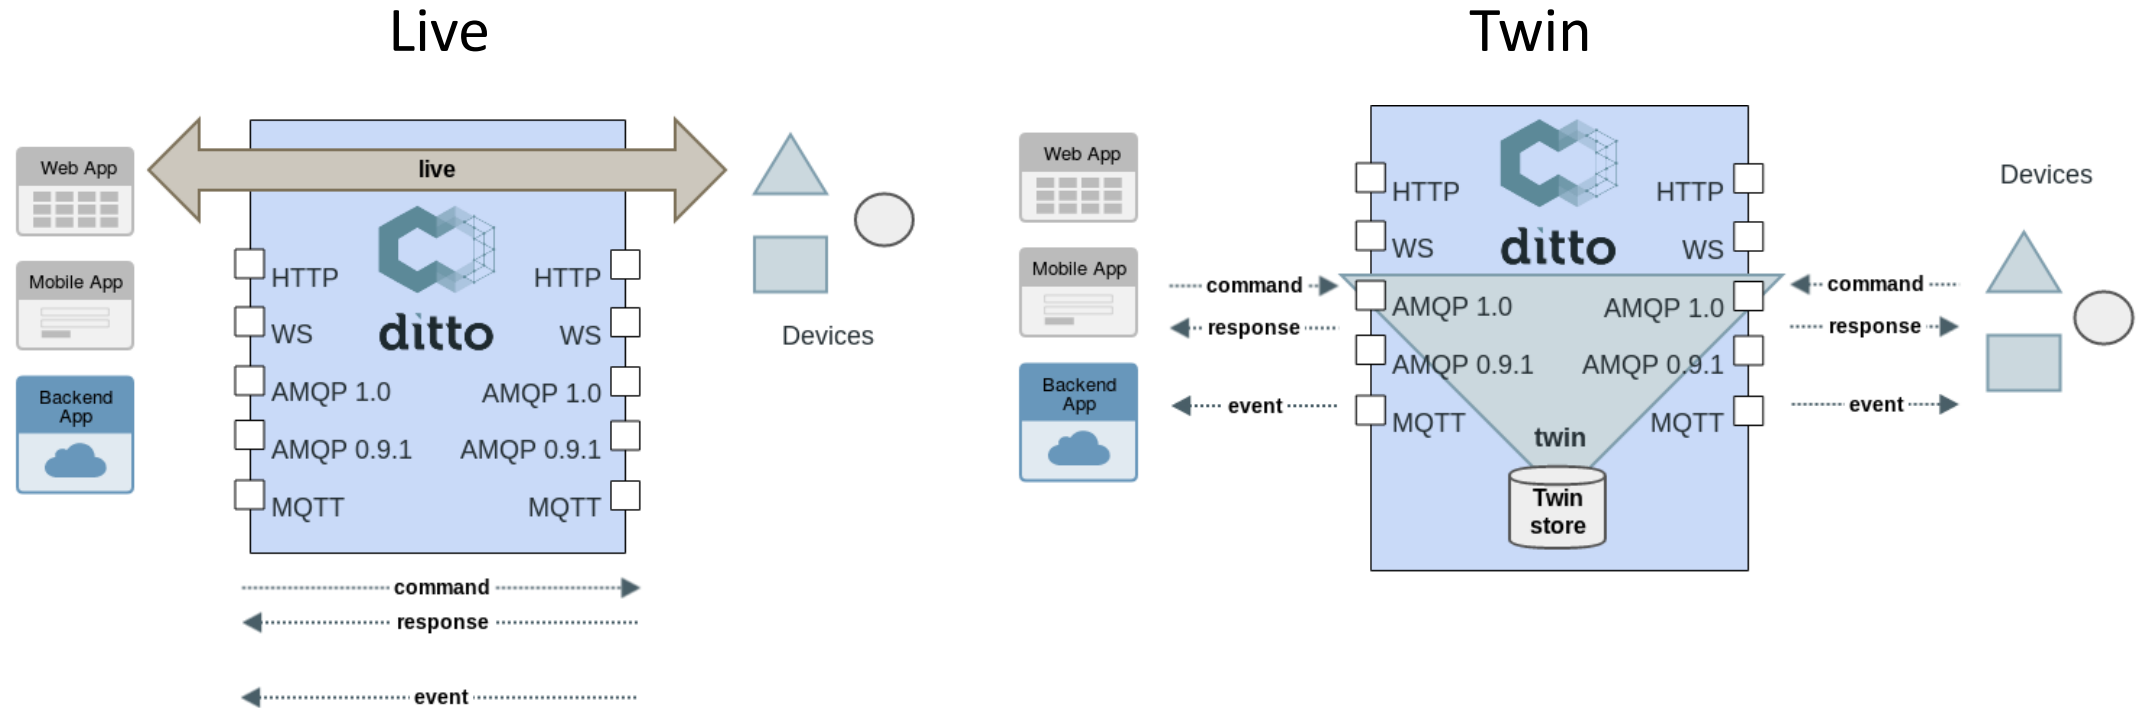 Live
Web App
Mobile App
Backend
App
live
ditto
HTTP
HTTP
WS
WS
AMQP 1.0
AMQP 1.0
AMQP 0.9.1
AMQP 0.9.1
MQTT
MQTT
Devices
command
response
event
Twin
Web App
Mobile App
Backend
App
command
response
event
ditto
HTTP
HTTP
WS
WS
AMQP 1.0
AMQP 1.0
AMQP 0.9.1
AMQP 0.9.1
MQTT
MQTT
twin
Twin
store
command
response
event
Devices